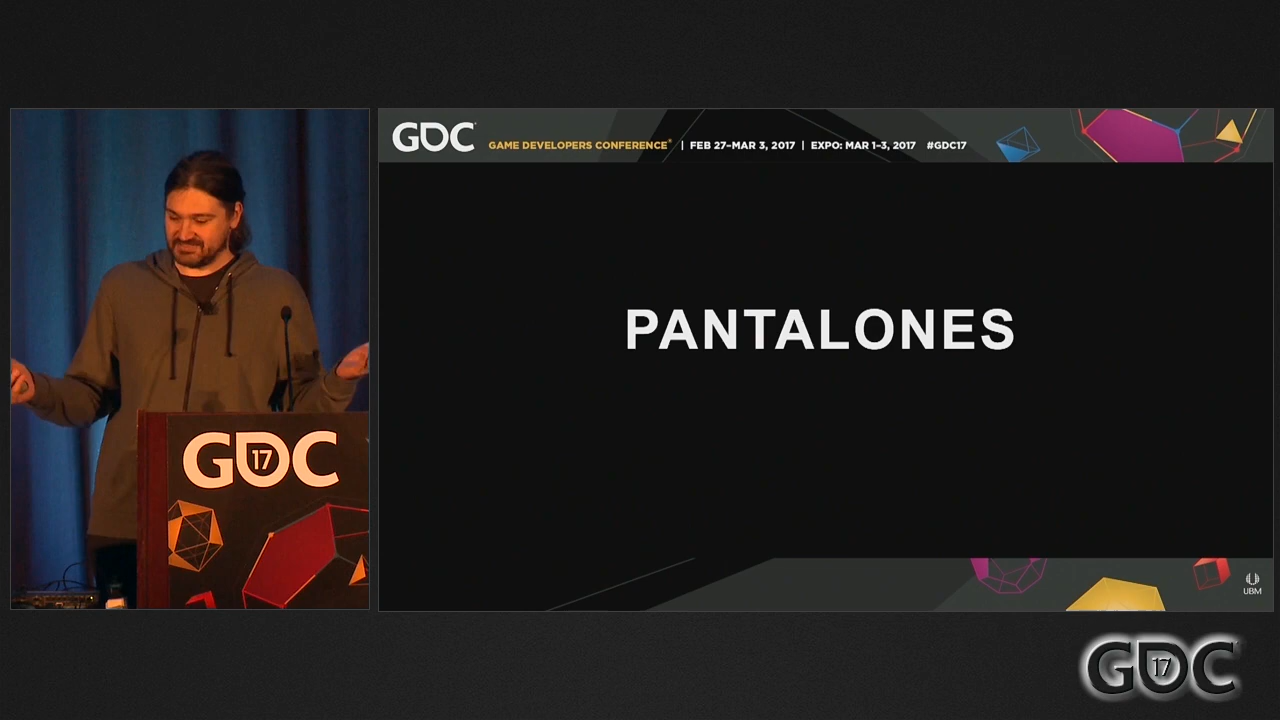 GDC
GAME DEVELOPERS CONFERENCE® | FEB 27–MAR 3, 2017 | EXPO: MAR 1–3, 2017 #GDC17
PANTALONES
GDC
17
UBM
GDC
17